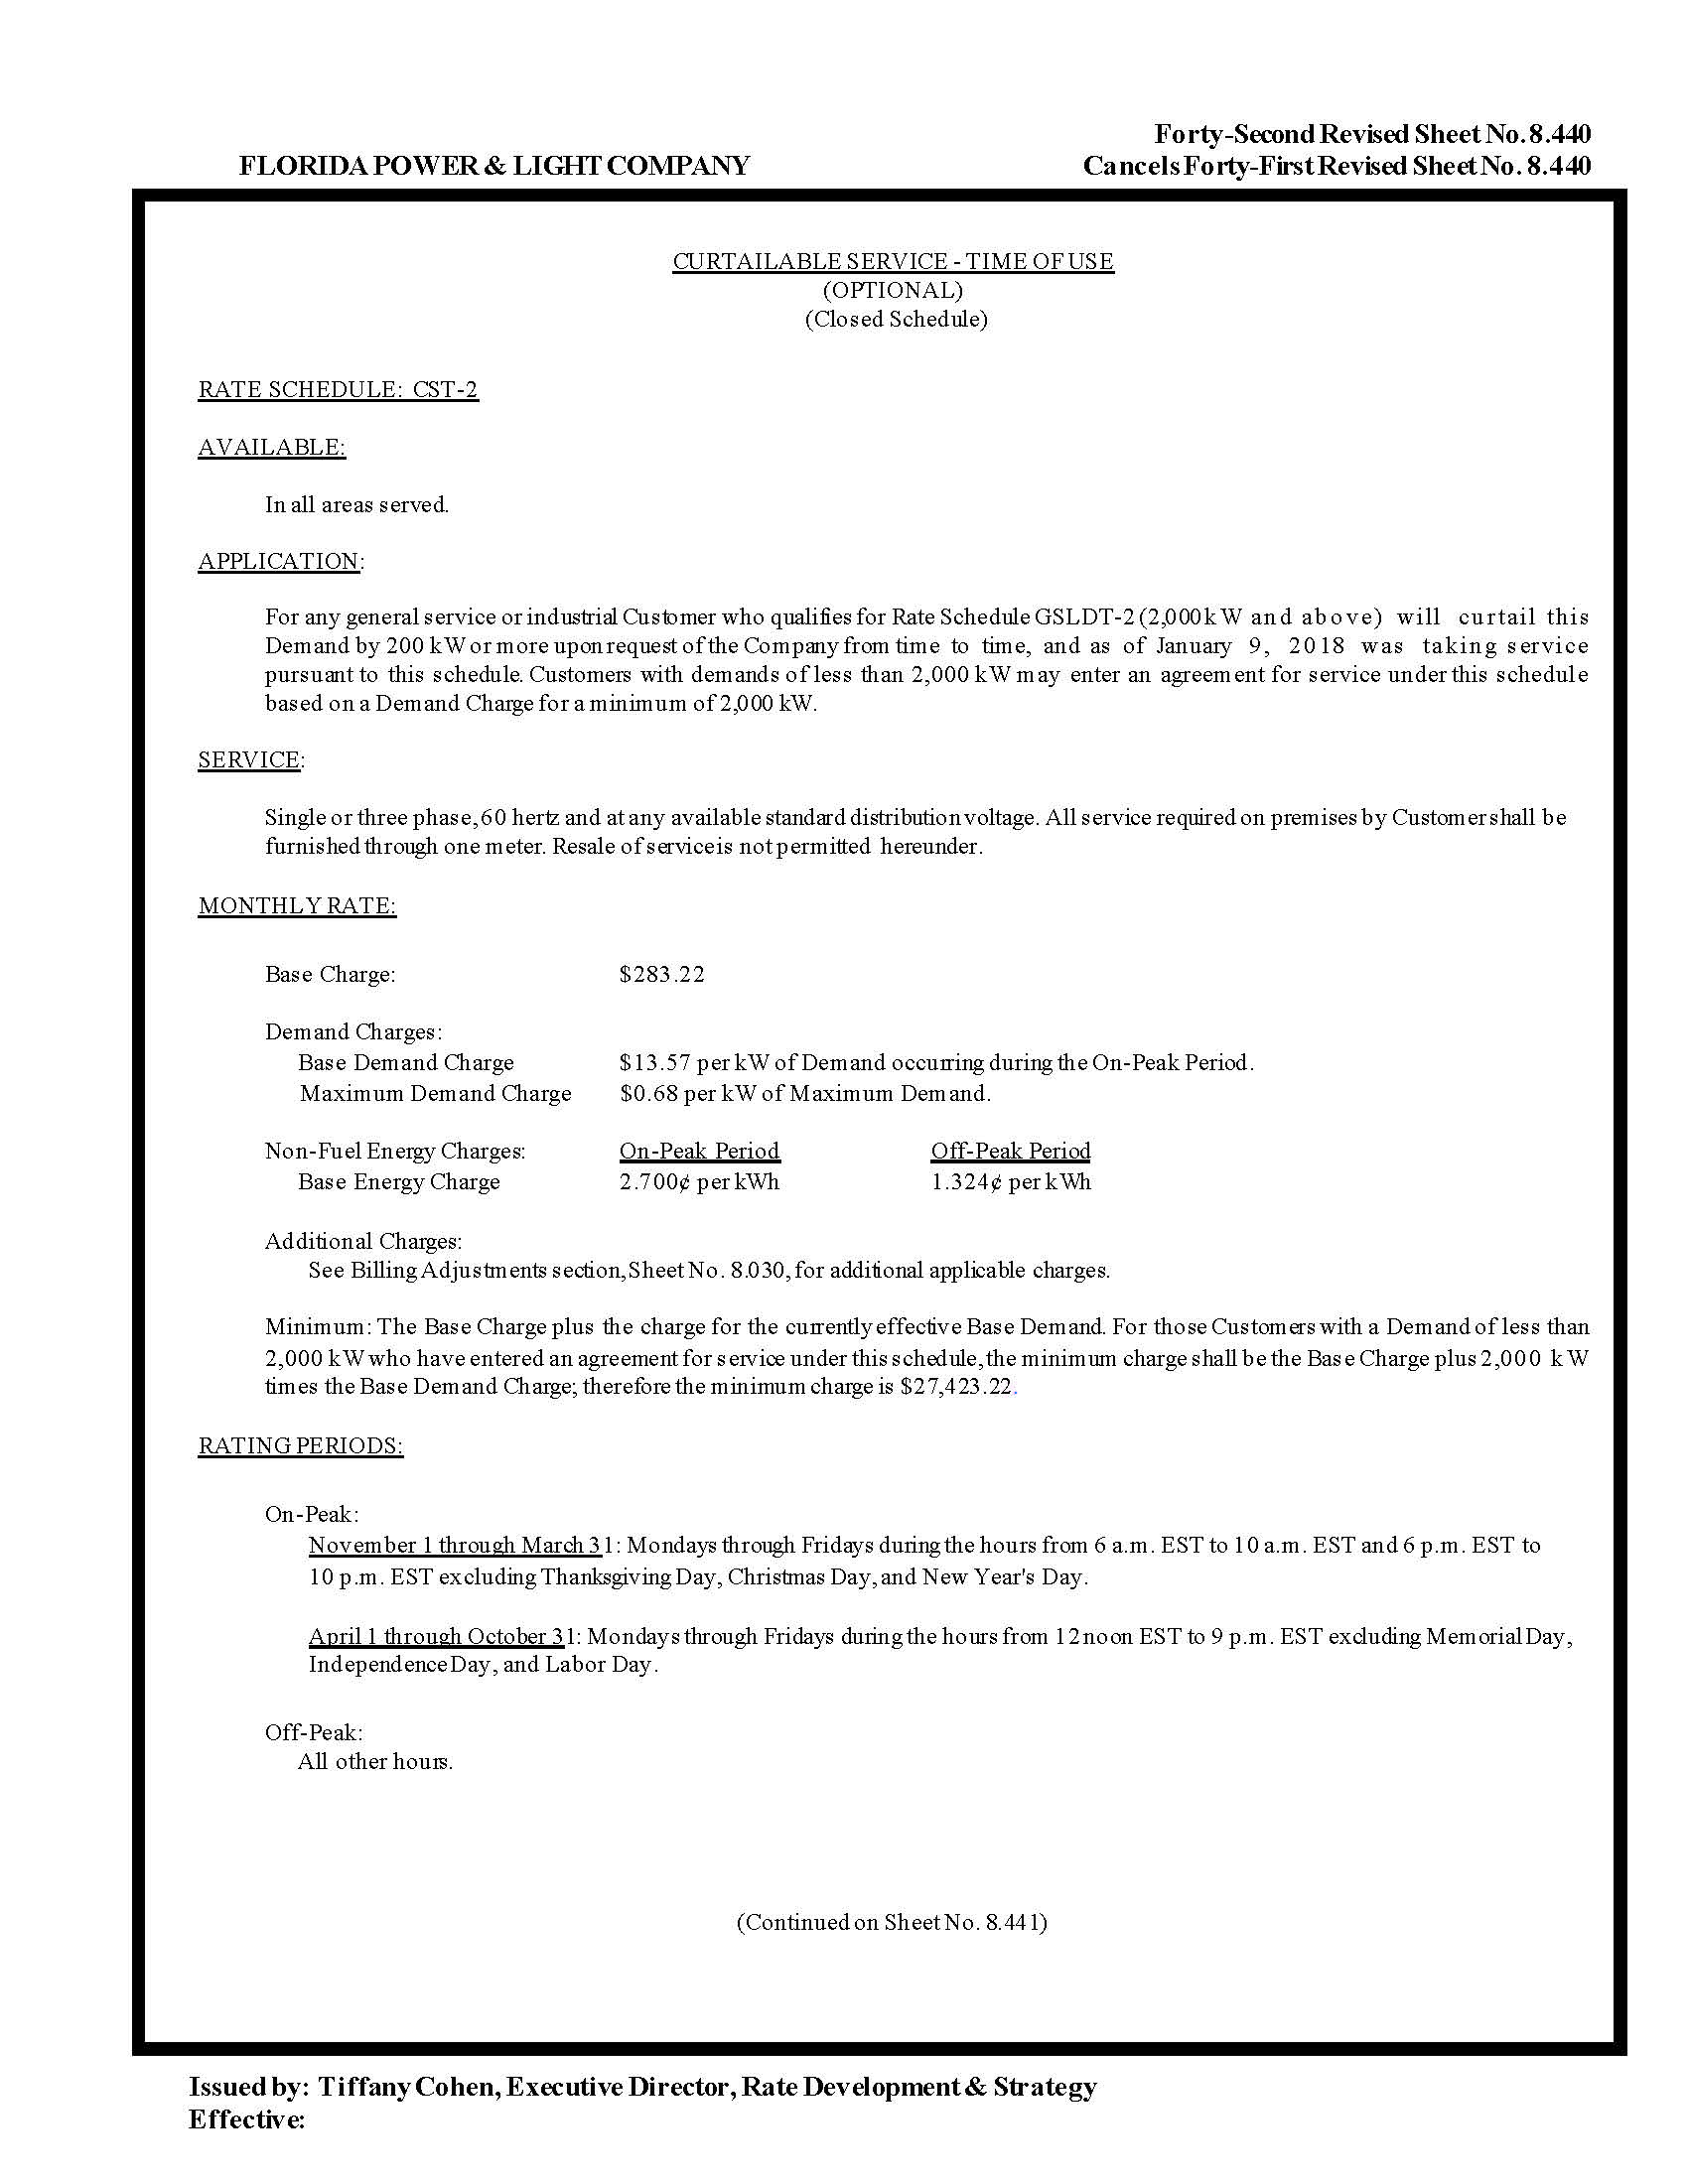 Forty-Second Revised Sheet No. 8.440
FLORIDA POWER & LIGHT COMPANY Cancels Forty-First Revised Sheet No. 8.440
CURTAILABLE SERVICE - TIME OF USE
(OPTIONAL)
(Closed Schedule)
RATE SCHEDULE: CST-2
AVAILABLE:
In all areas served.
APPLICATION:
For any general service or industrial Customer who qualifies for Rate Schedule GSLDT-2 (2,000 kW and above) will curtail this
Demand by 200 kW or more upon request of the Company from time to time, and as of January 9, 2018 was taking service
pursuant to this schedule. Customers with demands of less than 2,000 kW may enter an agreement for service under this schedule
based on a Demand Charge for a minimum of 2,000 kW.
SERVICE:
Single or three phase, 60 hertz and at any available standard distribution voltage. All service required on premises by Customer shall be
furnished through one meter. Resale of service is not permitted hereunder.
MONTHLY RATE:
Base Charge: $283.22
Demand Charges:
Base Demand Charge $13.57 per kW of Demand occurring during the On-Peak Period.
Maximum Demand Charge $0.68 per kW of Maximum Demand.
Non-Fuel Energy Charges: On-Peak Period Off-Peak Period
Base Energy Charge 2.700¢ per kWh 1.324¢ per kWh
Additional Charges:
See Billing Adjustments section, Sheet No. 8.030, for additional applicable charges.
Minimum: The Base Charge plus the charge for the currently effective Base Demand. For those Customers with a Demand of less than
2,000 kW who have entered an agreement for service under this schedule, the minimum charge shall be the Base Charge plus 2,000 kW
times the Base Demand Charge; therefore the minimum charge is $27,423.22.
RATING PERIODS:
On-Peak:
November 1 through March 31: Mondays through Fridays during the hours from 6 a.m. EST to 10 a.m. EST and 6 p.m. EST to
10 p.m. EST excluding Thanksgiving Day, Christmas Day, and New Year's Day.
April 1 through October 31: Mondays through Fridays during the hours from 12 noon EST to 9 p.m. EST excluding Memorial Day,
Independence Day, and Labor Day.
Off-Peak:
All other hours.
(Continued on Sheet No. 8.441)
Issued by: Tiffany Cohen, Executive Director, Rate Development & Strategy
Effective: